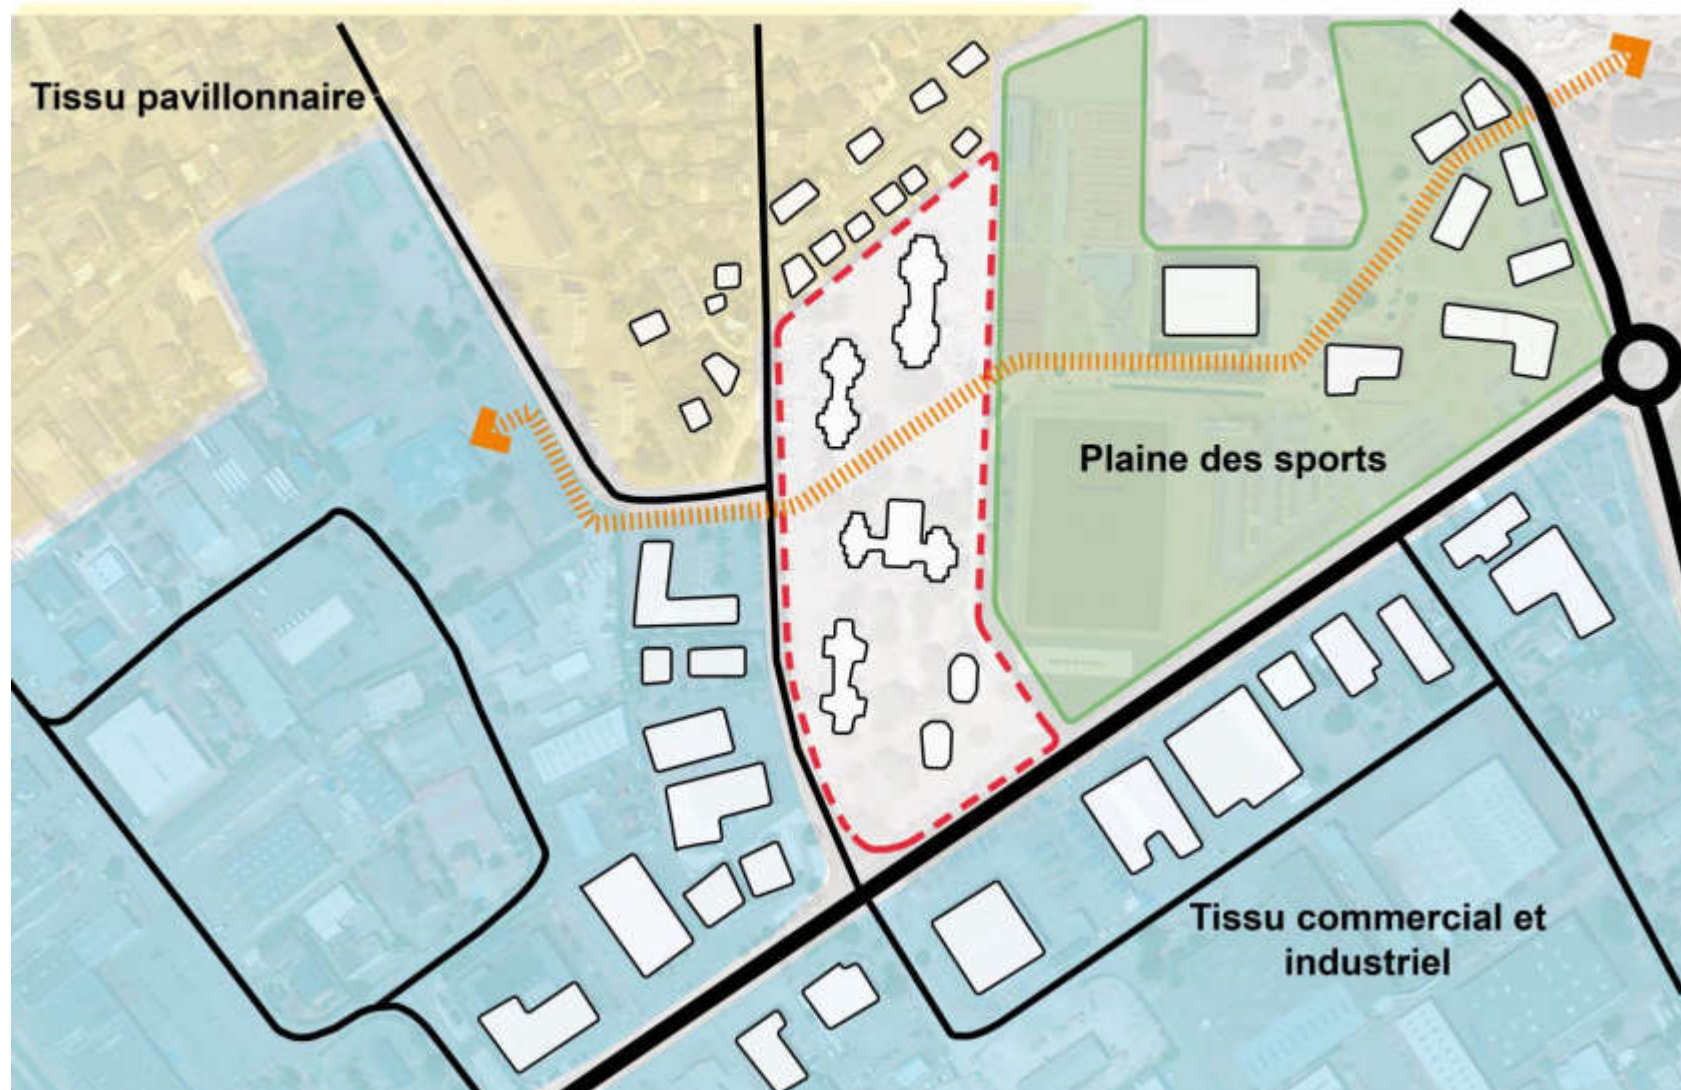 Tissu pavillonnaire
Plaine des sports
Tissu commercial et
industriel